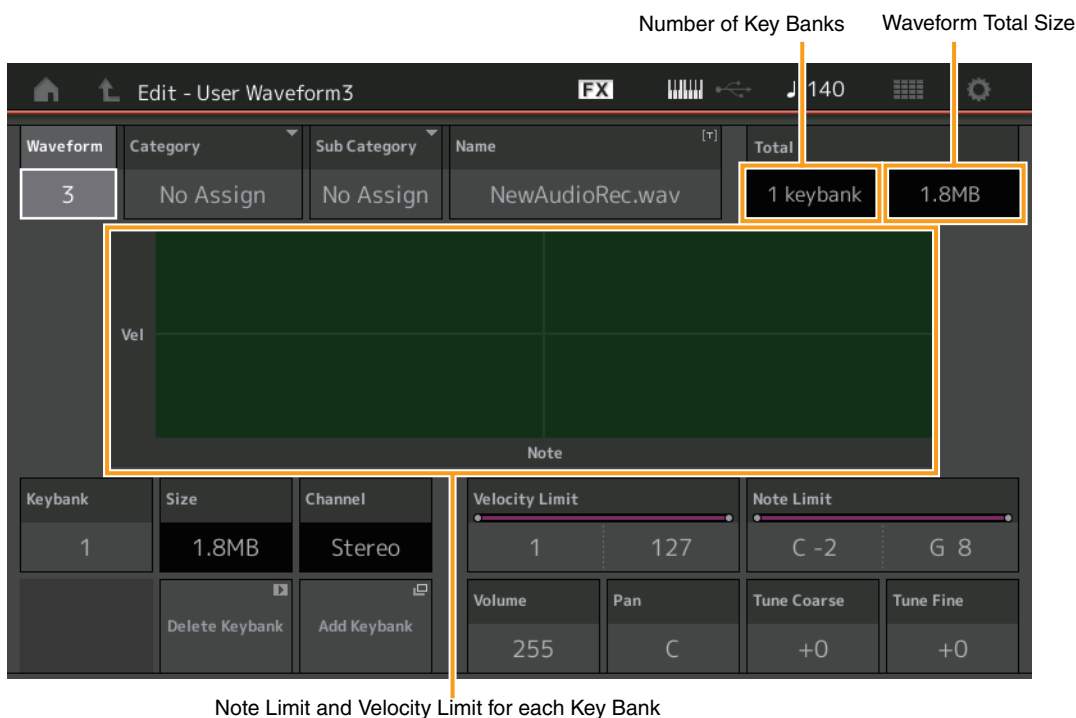 Number of Key Banks Waveform Total Size
Edit - User Waveform3 FX ♩ 140
Waveform Category Sub Category Name [T] Total
3 No Assign No Assign NewAudioRec.wav 1 keybank 1.8MB
Vel
Note
Keybank Size Channel Velocity Limit Note Limit
1 1.8MB Stereo 1 127 C -2 G 8
Delete Keybank Add Keybank Volume Pan Tune Coarse Tune Fine
255 C +0 +0
Note Limit and Velocity Limit for each Key Bank